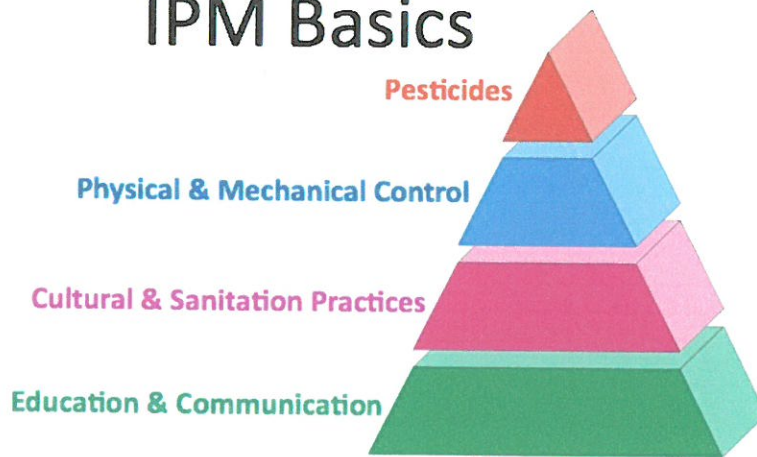 IPM Basics
Pesticides
Physical & Mechanical Control
Cultural & Sanitation Practices
Education & Communication